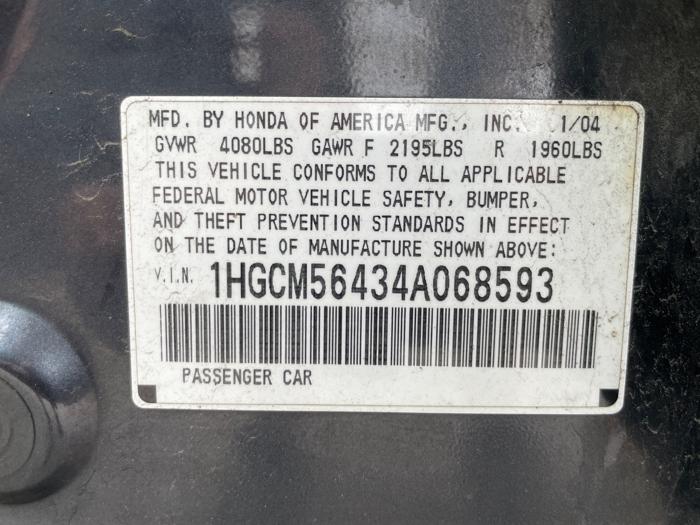 MFD. BY HONDA OF AMERICA MFG., INC. 1/04
GVWR 4080LBS GAWR F 2195LBS R 1960LBS
THIS VEHICLE CONFORMS TO ALL APPLICABLE
FEDERAL MOTOR VEHICLE SAFETY, BUMPER,
AND THEFT PREVENTION STANDARDS IN EFFECT
ON THE DATE OF MANUFACTURE SHOWN ABOVE:
V.I.N. 1HGCM56434A068593
PASSENGER CAR